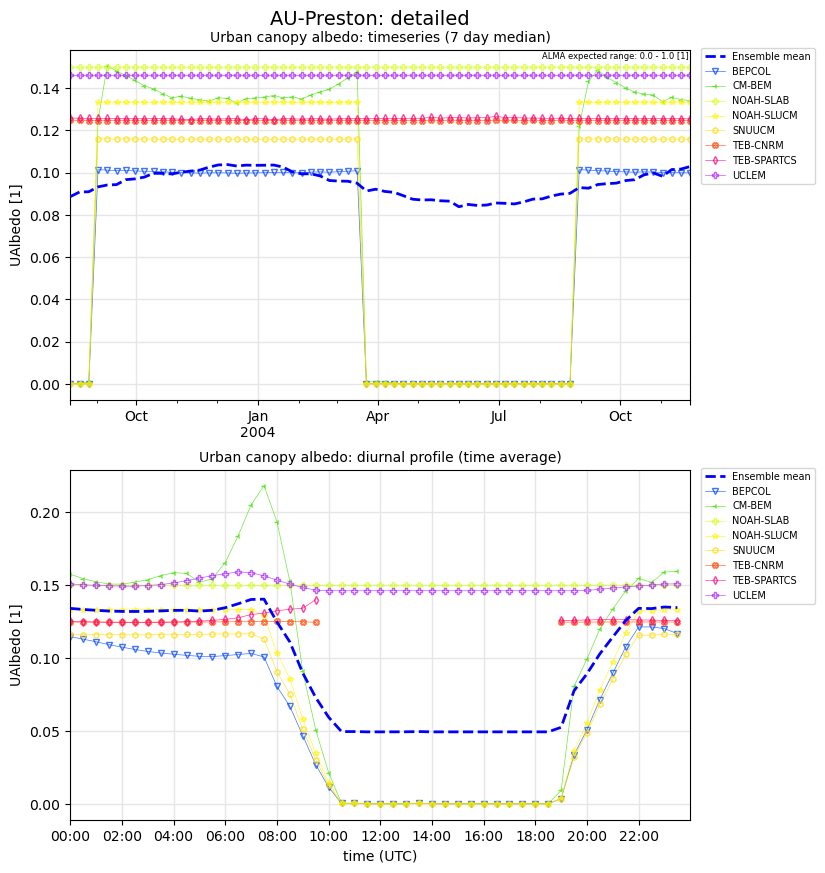 AU-Preston: detailed
Urban canopy albedo: timeseries (7 day median)
ALMA expected range: 0.0 - 1.0 [1]
UAlbedo [1]
0.14
0.12
0.10
0.08
0.06
0.04
0.02
0.00
Oct
Jan
2004
Apr
Jul
Oct
Ensemble mean
BEPCOL
CM-BEM
NOAH-SLAB
NOAH-SLUCM
SNUUCM
TEB-CNRM
TEB-SPARTCS
UCLEM
Urban canopy albedo: diurnal profile (time average)
UAlbedo [1]
0.20
0.15
0.10
0.05
0.00
00:00
02:00
04:00
06:00
08:00
10:00
12:00
14:00
16:00
18:00
20:00
22:00
time (UTC)
Ensemble mean
BEPCOL
CM-BEM
NOAH-SLAB
NOAH-SLUCM
SNUUCM
TEB-CNRM
TEB-SPARTCS
UCLEM